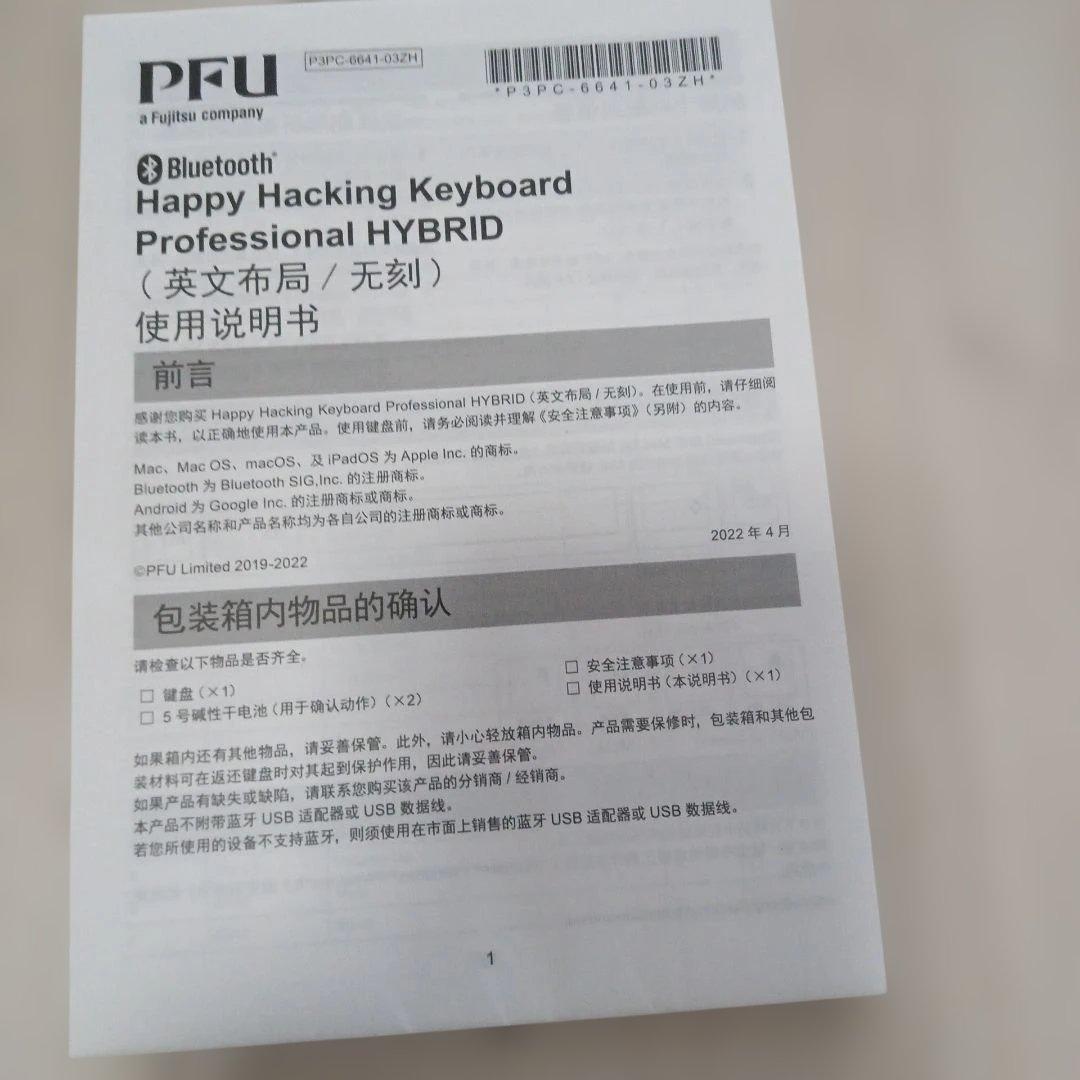 PFU
a Fujitsu company
P3PC-6641-03ZH
*P3PC-6641-03ZH*
Bluetooth®
Happy Hacking Keyboard
Professional HYBRID
（英文布局 / 无刻）
使用说明书
前言
感谢您购买 Happy Hacking Keyboard Professional HYBRID（英文布局 / 无刻）。在使用前，请仔细阅
读本书，以正确地使用本产品。使用键盘前，请务必阅读并理解《安全注意事项》（另附）的内容。
Mac、Mac OS、macOS、及 iPadOS 为 Apple Inc. 的商标。
Bluetooth 为 Bluetooth SIG,Inc. 的注册商标。
Android 为 Google Inc. 的注册商标或商标。
其他公司名称和产品名称均为各自公司的注册商标或商标。
2022 年 4 月
©PFU Limited 2019-2022
包装箱内物品的确认
请检查以下物品是否齐全。
□ 键盘（×1）
□ 5 号碱性干电池（用于确认动作）（×2）
□ 安全注意事项（×1）
□ 使用说明书（本说明书）（×1）
如果箱内还有其他物品，请妥善保管。此外，请小心轻放箱内物品。产品需要保修时，包装箱和其他包
装材料可在返还键盘时对其起到保护作用，因此请妥善保管。
如果产品有缺失或缺陷，请联系您购买该产品的分销商 / 经销商。
本产品不附带蓝牙 USB 适配器或 USB 数据线。
若您所使用的设备不支持蓝牙，则须使用在市面上销售的蓝牙 USB 适配器或 USB 数据线。
1